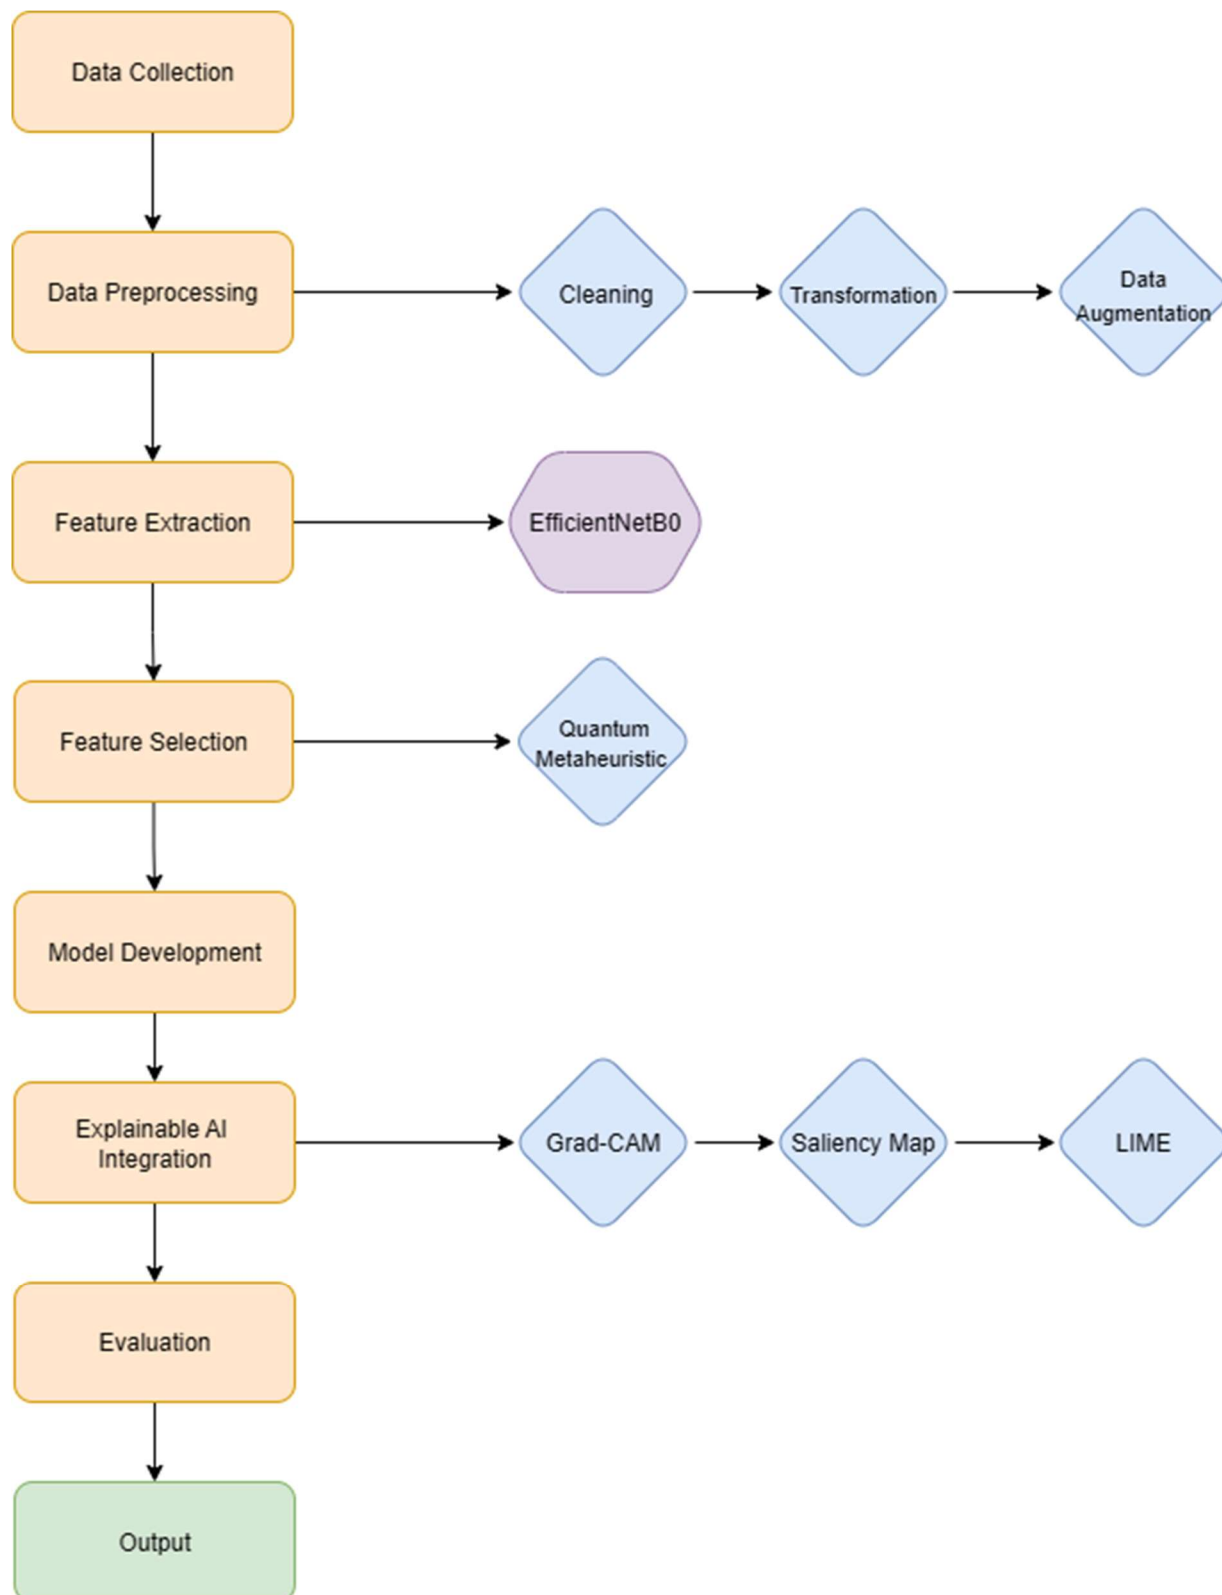 Data Collection
Data Preprocessing
Cleaning
Transformation
Data
Augmentation
Feature Extraction
EfficientNetB0
Feature Selection
Quantum
Metaheuristic
Model Development
Explainable AI
Integration
Grad-CAM
Saliency Map
LIME
Evaluation
Output